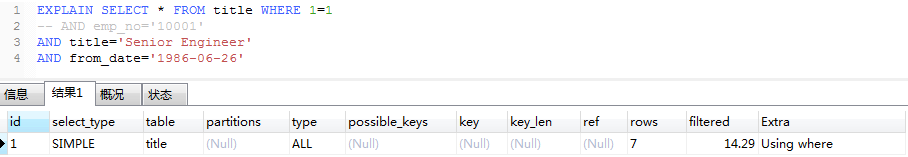 1 EXPLAIN SELECT * FROM title WHERE 1=1
2 -- AND emp_no='10001'
3 AND title='Senior Engineer'
4 AND from_date='1986-06-26'
信息 结果1 概况 状态
id select_type table partitions type possible_keys key key_len ref rows filtered Extra
1 SIMPLE title (Null) ALL (Null) (Null) (Null) (Null) 7 14.29 Using where